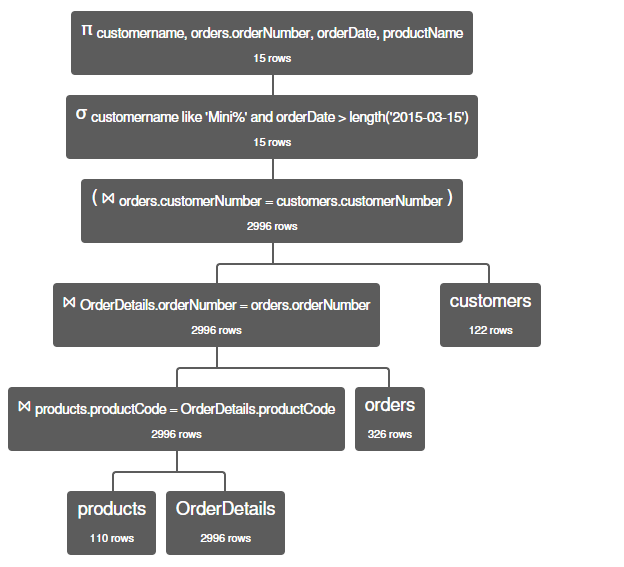 π customername, orders.orderNumber, orderDate, productName
15 rows
σ customername like 'Mini%' and orderDate > length('2015-03-15')
15 rows
( ⋈ orders.customerNumber = customers.customerNumber )
2996 rows
⋈ OrderDetails.orderNumber = orders.orderNumber
2996 rows
customers
122 rows
⋈ products.productCode = OrderDetails.productCode
2996 rows
orders
326 rows
products
110 rows
OrderDetails
2996 rows